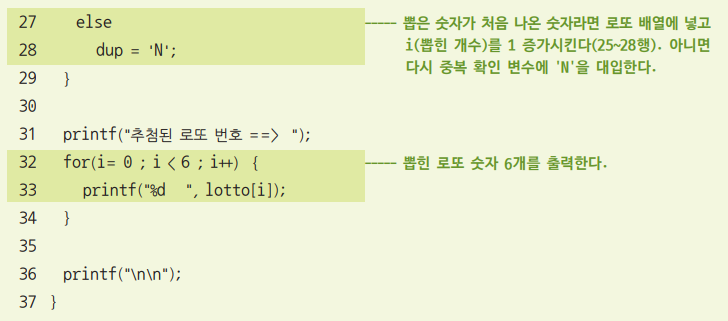 27 else
28 dup = 'N';
29 }
30
31 printf("추첨된 로또 번호 ==> ");
32 for(i= 0 ; i < 6 ; i++) {
33 printf("%d ", lotto[i]);
34 }
35
36 printf("\n\n");
37 }
뽑은 숫자가 처음 나온 숫자라면 로또 배열에 넣고
i(뽑힌 개수)를 1 증가시킨다(25~28행). 아니면
다시 중복 확인 변수에 'N'을 대입한다.
뽑힌 로또 숫자 6개를 출력한다.